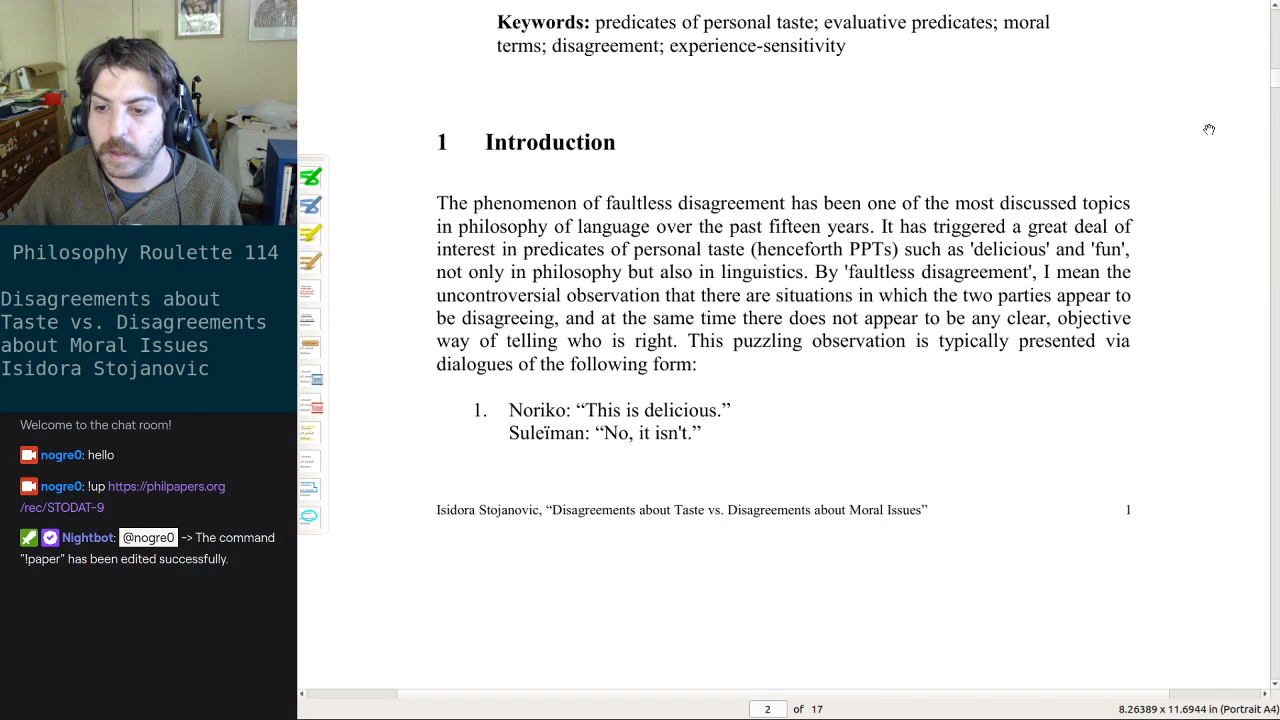 Keywords: predicates of personal taste; evaluative predicates; moral
terms; disagreement; experience-sensitivity
1 Introduction
The phenomenon of faultless disagreement has been one of the most discussed topics
in philosophy of language over the past fifteen years. It has triggered a great deal of
interest in predicates of personal taste (henceforth PPTs) such as 'delicious' and 'fun',
not only in philosophy but also in linguistics. By 'faultless disagreement', I mean the
uncontroversial observation that there are situations in which the two parties appear to
be disagreeing, and at the same time there does not appear to be any clear, objective
way of telling who is right. This puzzling observation is typically presented via
dialogues of the following form:
1. Noriko: “This is delicious.”
Suleïman: “No, it isn't.”
Isidora Stojanovic, “Disagreements about Taste vs. Disagreements about Moral Issues” 1
2 of 17
8.26389 x 11.6944 in (Portrait A4)
Philosophy Roulette 114
Disagreements about
Taste vs. Disagreements
about Moral Issues
Isidora Stojanovic
Welcome to the chat room!
nogre0: hello
nogre0: !up https://philpapers.org
/rec/STODAT-9
Nightbot: @nogre0 -> The command
"!paper" has been edited successfully.